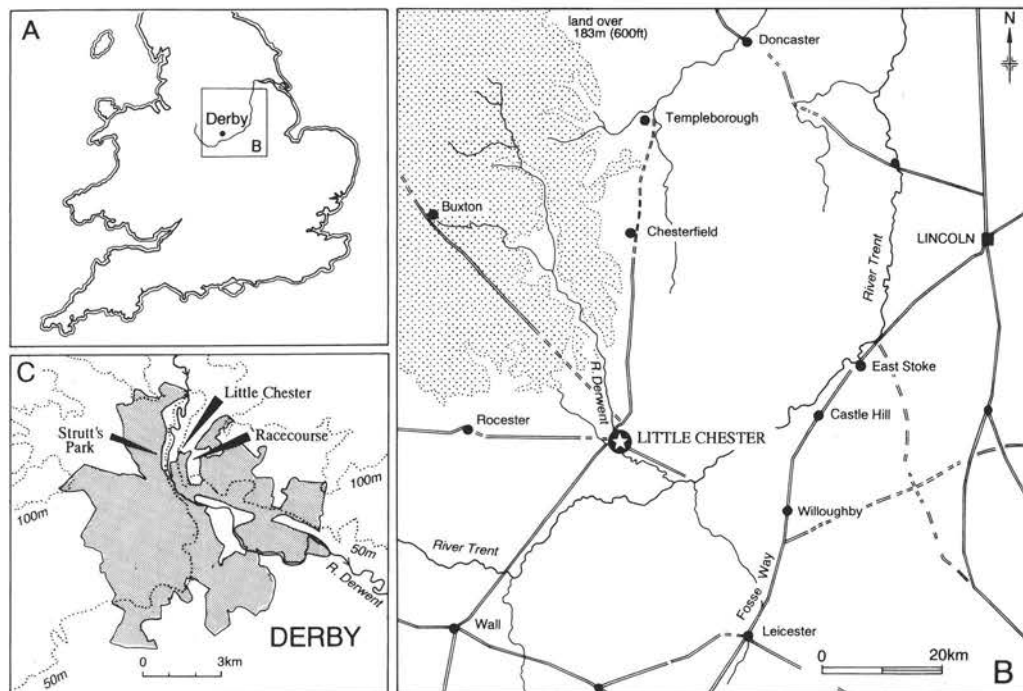 A
Derby
B
C
Little Chester
Strutt's
Park
Racecourse
100m
100m
50m
R. Derwent
DERBY
0 3km
50m
land over
183m (600ft)
N
Doncaster
Templeborough
Buxton
Chesterfield
LINCOLN
River Trent
R. Derwent
East Stoke
Castle Hill
Rocester
LITTLE CHESTER
Willoughby
River Trent
Fosse Way
Wall
Leicester
0 20km
B